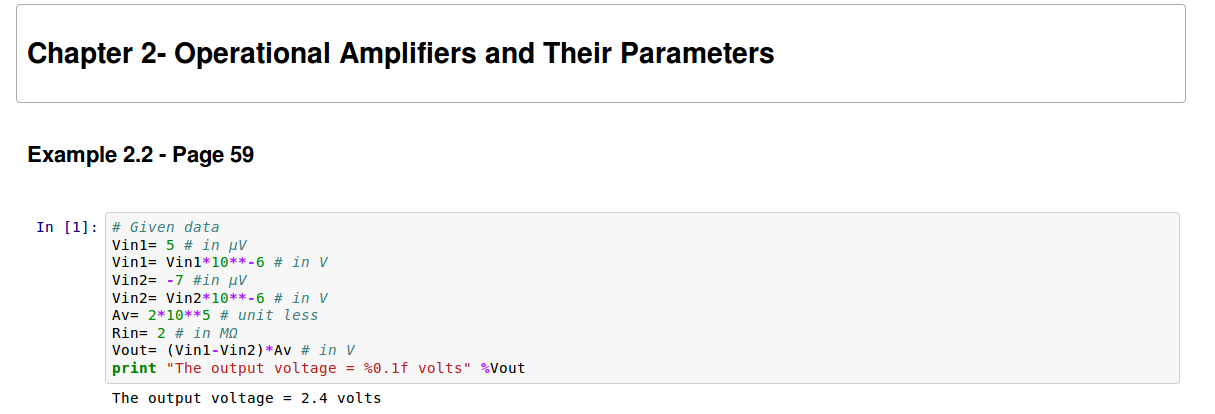 Chapter 2- Operational Amplifiers and Their Parameters
Example 2.2 - Page 59
In [1]: # Given data
Vin1= 5 # in μV
Vin1= Vin1*10**-6 # in V
Vin2= -7 #in μV
Vin2= Vin2*10**-6 # in V
Av= 2*10**5 # unit less
Rin= 2 # in MΩ
Vout= (Vin1-Vin2)*Av # in V
print "The output voltage = %0.1f volts" %Vout
The output voltage = 2.4 volts